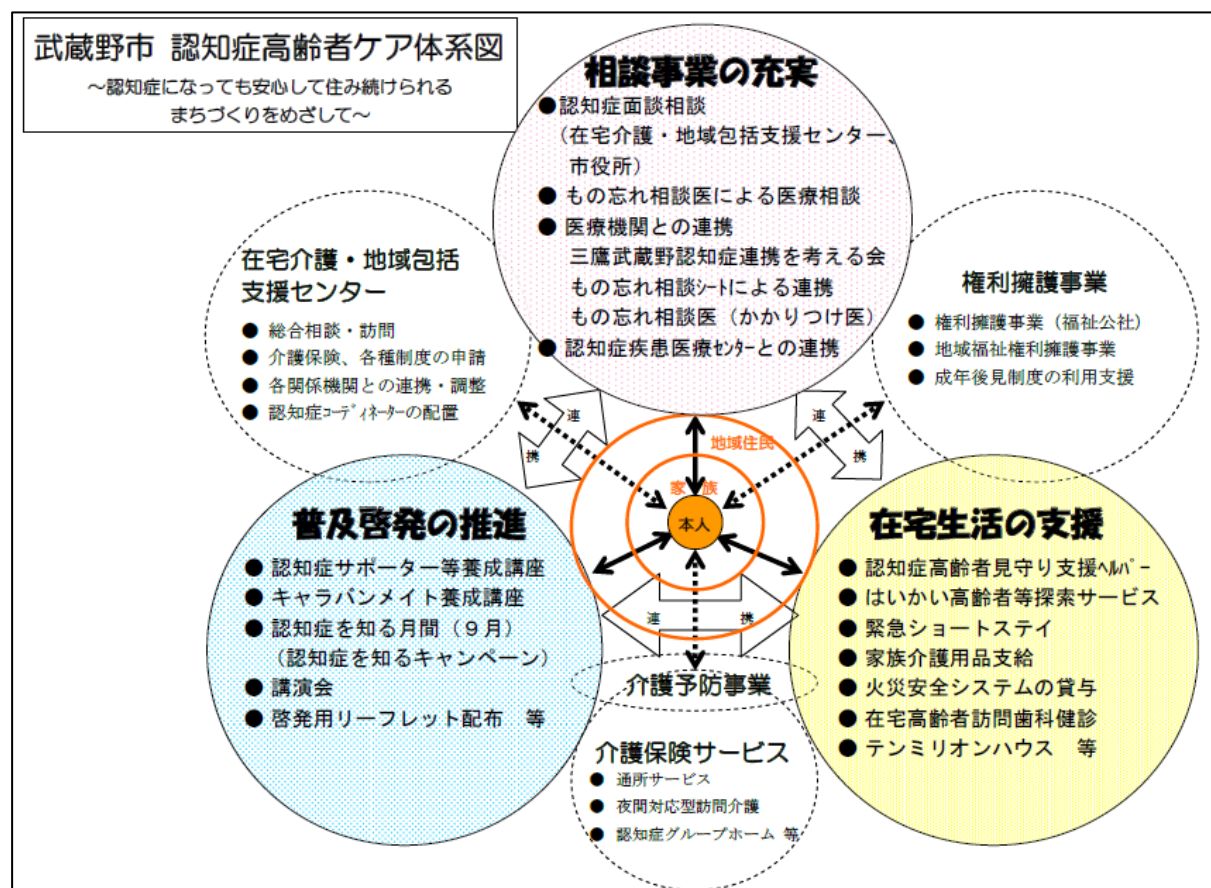 武蔵野市 認知症高齢者ケア体系図
～認知症になっても安心して住み続けられる
まちづくりをめざして～
相談事業の充実
●認知症面談相談
（在宅介護・地域包括支援センター、
市役所）
● もの忘れ相談医による医療相談
● 医療機関との連携
三鷹武蔵野認知症連携を考える会
もの忘れ相談ｼｰﾄによる連携
もの忘れ相談医（かかりつけ医）
● 認知症疾患医療ｾﾝﾀｰとの連携
在宅介護・地域包括
支援センター
● 総合相談・訪問
● 介護保険、各種制度の申請
● 各関係機関との連携・調整
● 認知症ｺｰﾃﾞｨﾈｰﾀｰの配置
権利擁護事業
● 権利擁護事業（福祉公社）
● 地域福祉権利擁護事業
● 成年後見制度の利用支援
連
携
連
携
地域住民
家 族
本人
連 携
普及啓発の推進
● 認知症サポーター等養成講座
● キャラバンメイト養成講座
● 認知症を知る月間（９月）
（認知症を知るキャンペーン）
● 講演会
● 啓発用リーフレット配布 等
在宅生活の支援
● 認知症高齢者見守り支援ﾍﾙﾊﾟｰ
● はいかい高齢者等探索サービス
● 緊急ショートステイ
● 家族介護用品支給
● 火災安全システムの貸与
● 在宅高齢者訪問歯科健診
● テンミリオンハウス 等
介護予防事業
介護保険サービス
● 通所サービス
● 夜間対応型訪問介護
● 認知症グループホーム 等